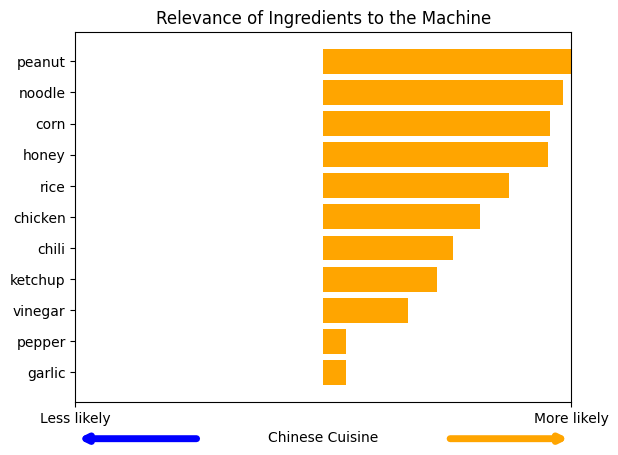 Relevance of Ingredients to the Machine
peanut
noodle
corn
honey
rice
chicken
chili
ketchup
vinegar
pepper
garlic
Less likely
More likely
Chinese Cuisine